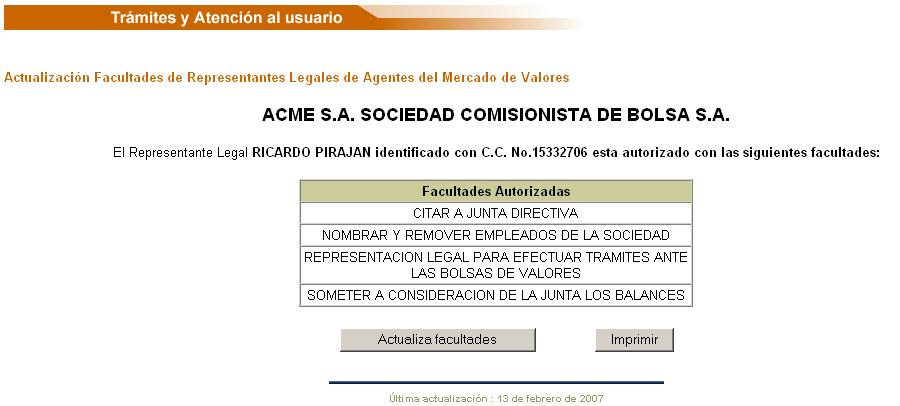 Trámites y Atención al usuario
Actualización Facultades de Representantes Legales de Agentes del Mercado de Valores
ACME S.A. SOCIEDAD COMISIONISTA DE BOLSA S.A.
El Representante Legal RICARDO PIRAJAN identificado con C.C. No.15332706 esta autorizado con las siguientes facultades:
Facultades Autorizadas
CITAR A JUNTA DIRECTIVA
NOMBRAR Y REMOVER EMPLEADOS DE LA SOCIEDAD
REPRESENTACION LEGAL PARA EFECTUAR TRAMITES ANTE
LAS BOLSAS DE VALORES
SOMETER A CONSIDERACION DE LA JUNTA LOS BALANCES
Actualiza facultades Imprimir
Última actualización : 13 de febrero de 2007